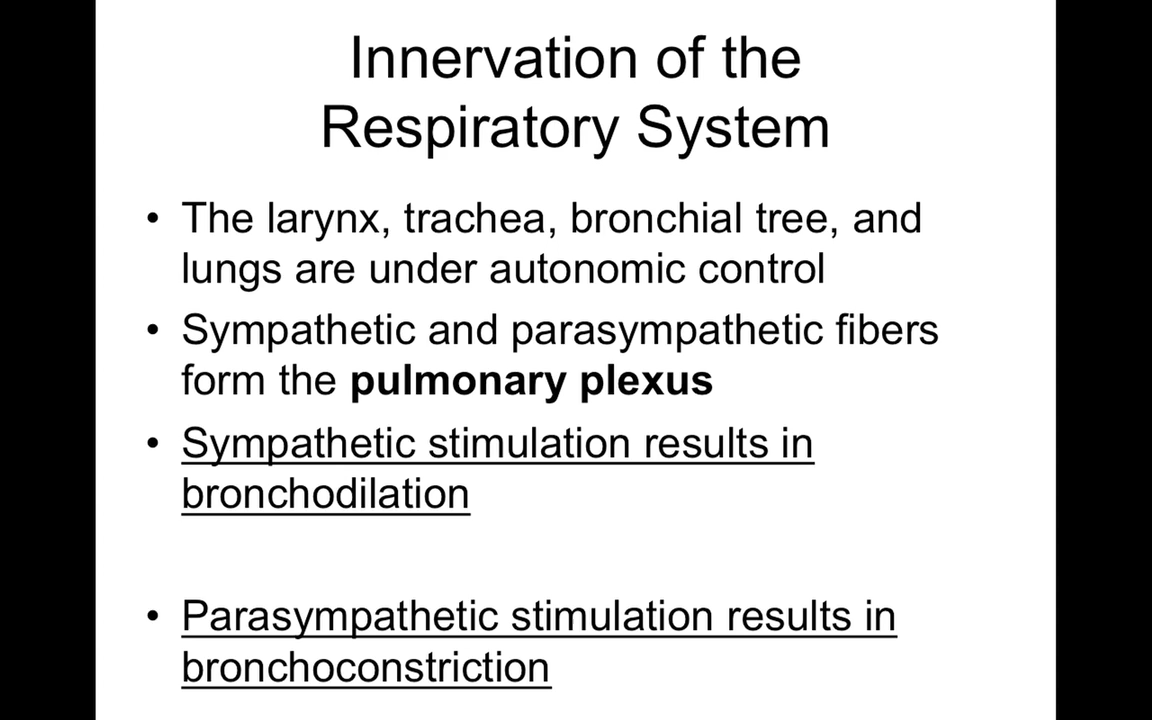 Innervation of the
Respiratory System
• The larynx, trachea, bronchial tree, and
lungs are under autonomic control
• Sympathetic and parasympathetic fibers
form the pulmonary plexus
• Sympathetic stimulation results in
bronchodilation
• Parasympathetic stimulation results in
bronchoconstriction